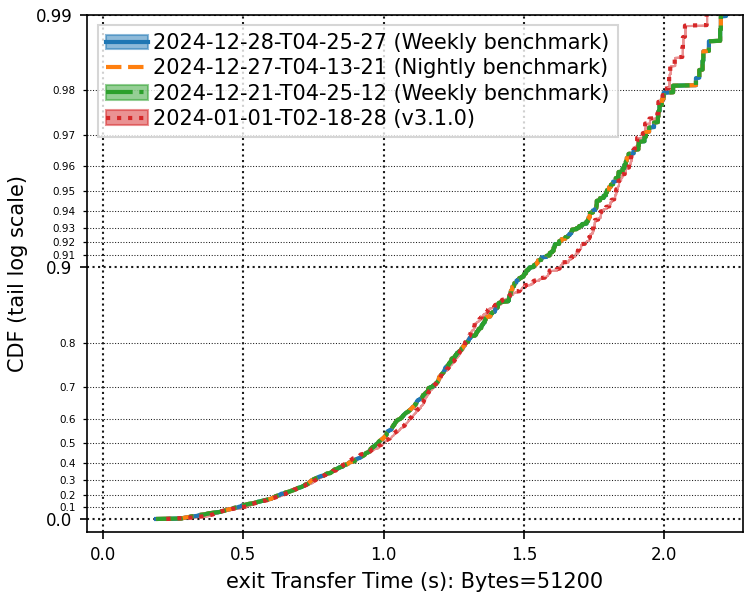 0.99
2024-12-28-T04-25-27 (Weekly benchmark)
2024-12-27-T04-13-21 (Nightly benchmark)
2024-12-21-T04-25-12 (Weekly benchmark)
2024-01-01-T02-18-28 (v3.1.0)
0.98
0.97
0.96
0.95
0.94
0.93
0.92
0.91
0.9
0.8
0.7
0.6
0.5
0.4
0.3
0.2
0.1
0.0
CDF (tail log scale)
0.0 0.5 1.0 1.5 2.0
exit Transfer Time (s): Bytes=51200